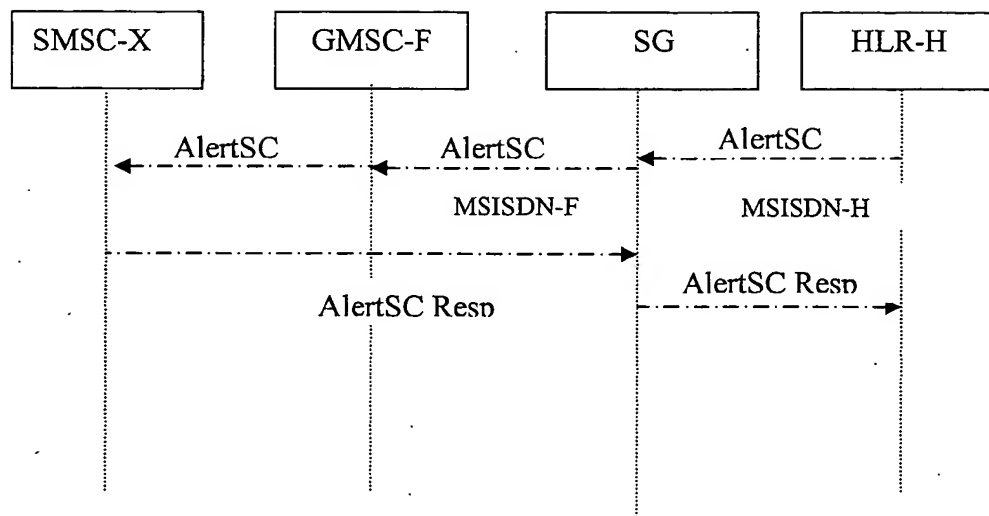 SMSC-X GMSC-F SG HLR-H
AlertSC AlertSC AlertSC
MSISDN-F MSISDN-H
AlertSC Resp
AlertSC Resp